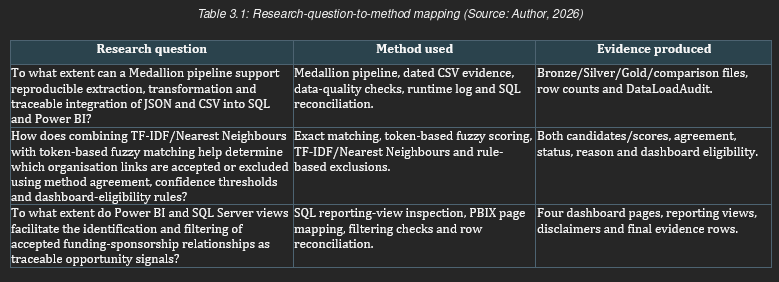 Table 3.1: Research-question-to-method mapping (Source: Author, 2026)
Research question
Method used
Evidence produced
To what extent can a Medallion pipeline support
reproducible extraction, transformation and
traceable integration of JSON and CSV into SQL
and Power BI?
Medallion pipeline, dated CSV evidence,
data-quality checks, runtime log and SQL
reconciliation.
Bronze/Silver/Gold/comparison files,
row counts and DataLoadAudit.
How does combining TF-IDF/Nearest Neighbours
with token-based fuzzy matching help determine
which organisation links are accepted or excluded
using method agreement, confidence thresholds
and dashboard-eligibility rules?
Exact matching, token-based fuzzy scoring,
TF-IDF/Nearest Neighbours and rule-
based exclusions.
Both candidates/scores, agreement,
status, reason and dashboard eligibility.
To what extent do Power BI and SQL Server views
facilitate the identification and filtering of
accepted funding-sponsorship relationships as
traceable opportunity signals?
SQL reporting-view inspection, PBIX page
mapping, filtering checks and row
reconciliation.
Four dashboard pages, reporting views,
disclaimers and final evidence rows.